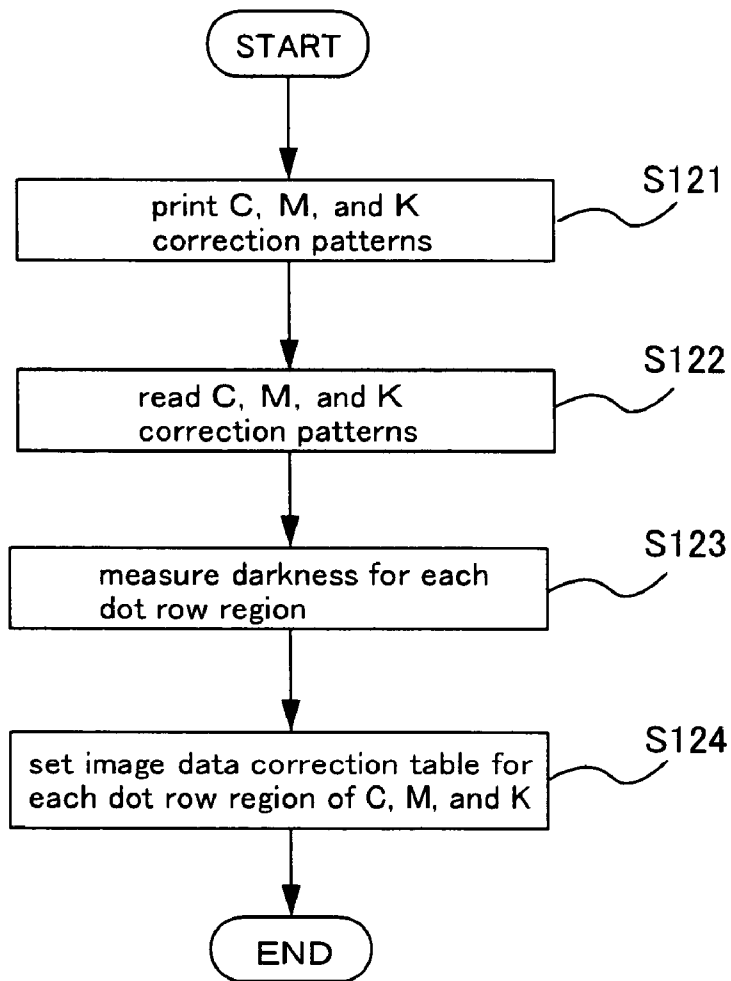 START
S121
print C, M, and K
correction patterns
S122
read C, M, and K
correction patterns
S123
measure darkness for each
dot row region
S124
set image data correction table for
each dot row region of C, M, and K
END